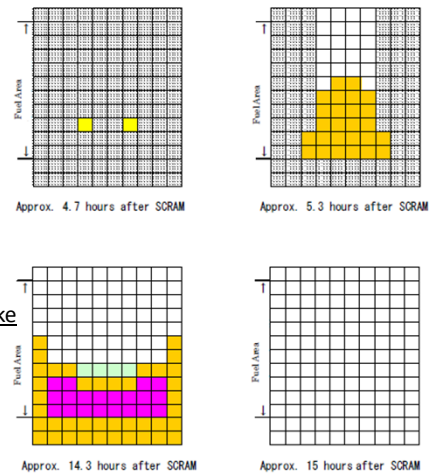 Fuel Area
Approx. 4.7 hours after SCRAM
Fuel Area
Approx. 5.3 hours after SCRAM
ke
Fuel Area
Approx. 14.3 hours after SCRAM
Fuel Area
Approx. 15 hours after SCRAM